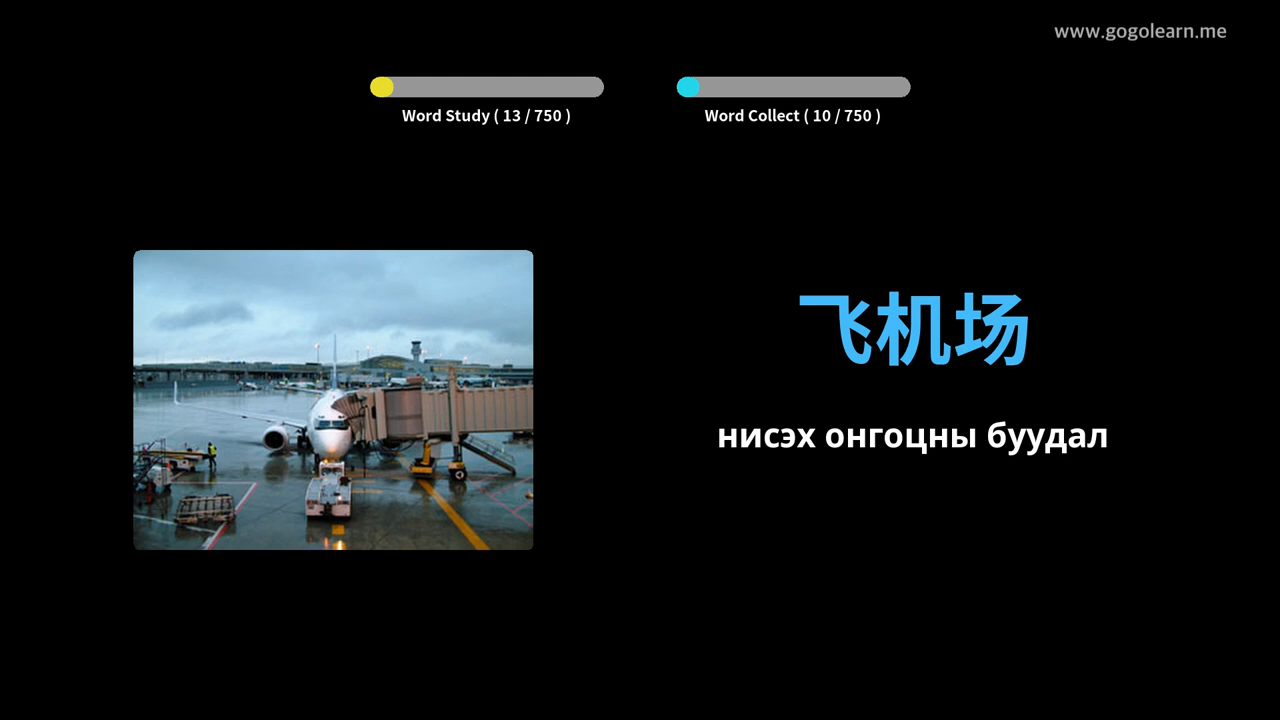 www.gogolearn.me
Word Study ( 13 / 750 )
Word Collect ( 10 / 750 )
飞机场
нисэх онгоцны буудал